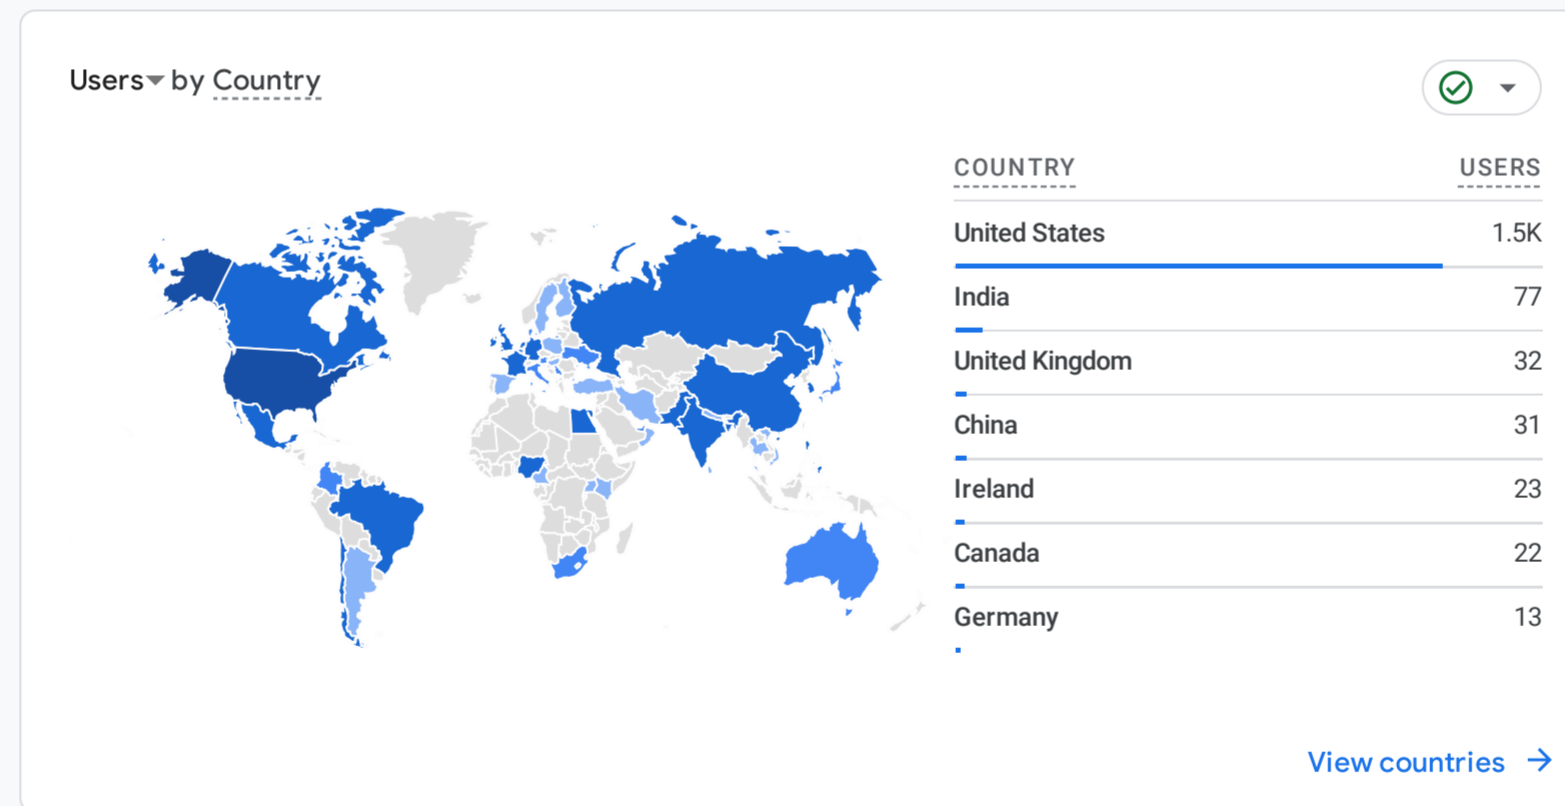 Users by Country
COUNTRY USERS
United States 1.5K
India 77
United Kingdom 32
China 31
Ireland 23
Canada 22
Germany 13
View countries